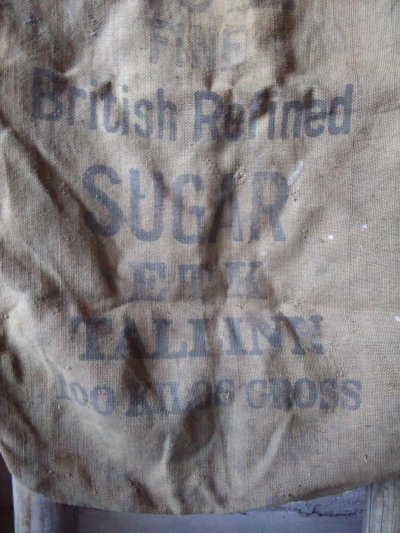 FINE
British Refined
SUGAR
E T K
TALLINN
100 KILOS GROSS